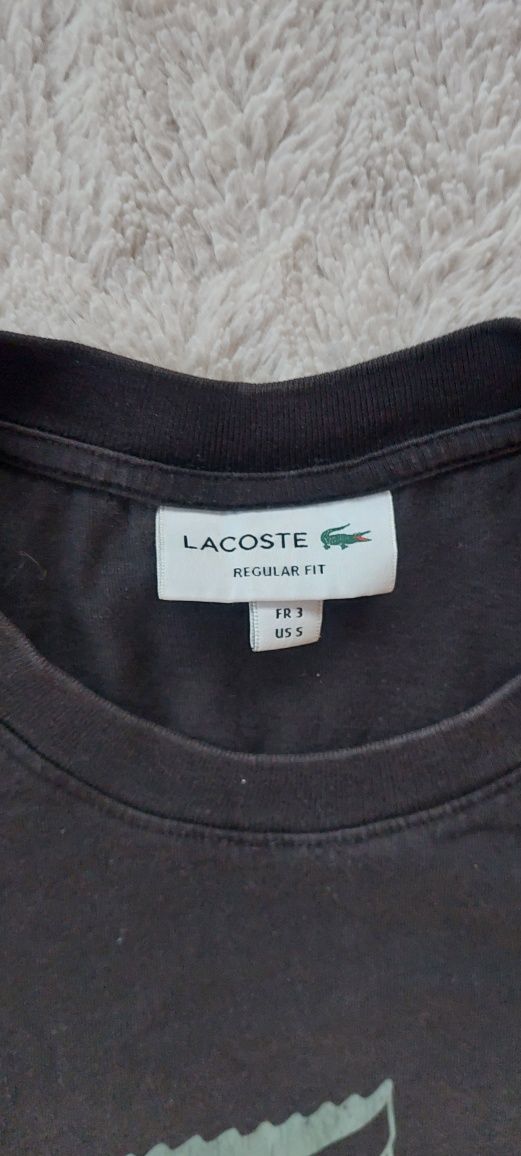 LACOSTE
REGULAR FIT
FR 3
US S